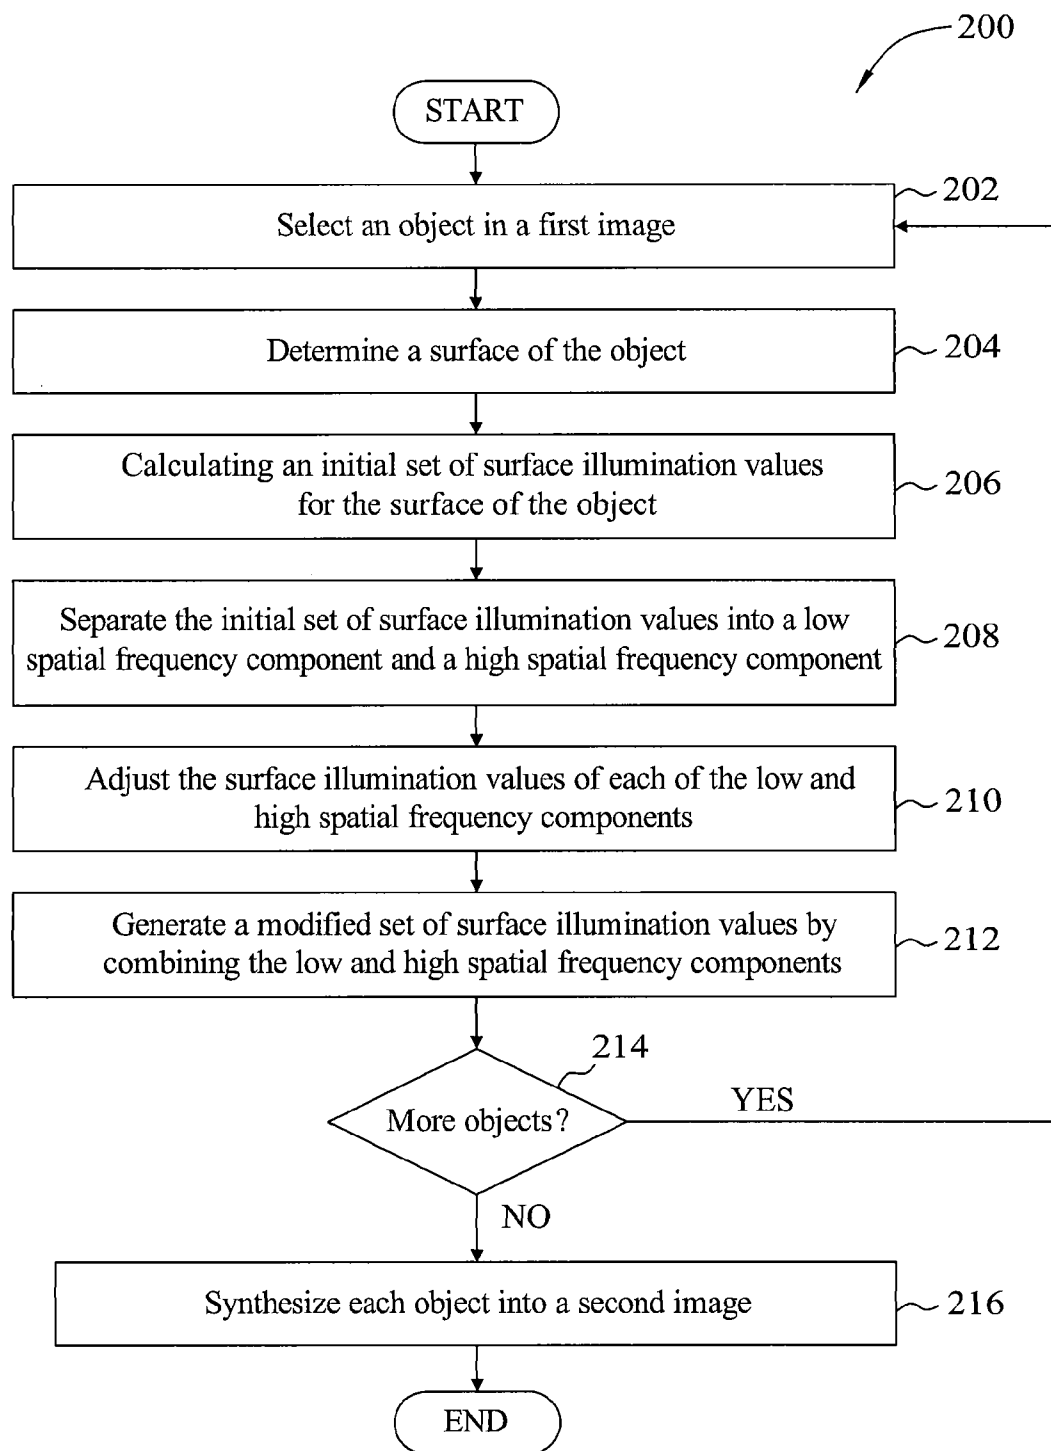 200
START
202
Select an object in a first image
Determine a surface of the object
204
Calculating an initial set of surface illumination values
for the surface of the object
206
Separate the initial set of surface illumination values into a low
spatial frequency component and a high spatial frequency component
208
Adjust the surface illumination values of each of the low and
high spatial frequency components
210
Generate a modified set of surface illumination values by
combining the low and high spatial frequency components
212
214
More objects?
YES
NO
Synthesize each object into a second image
216
END